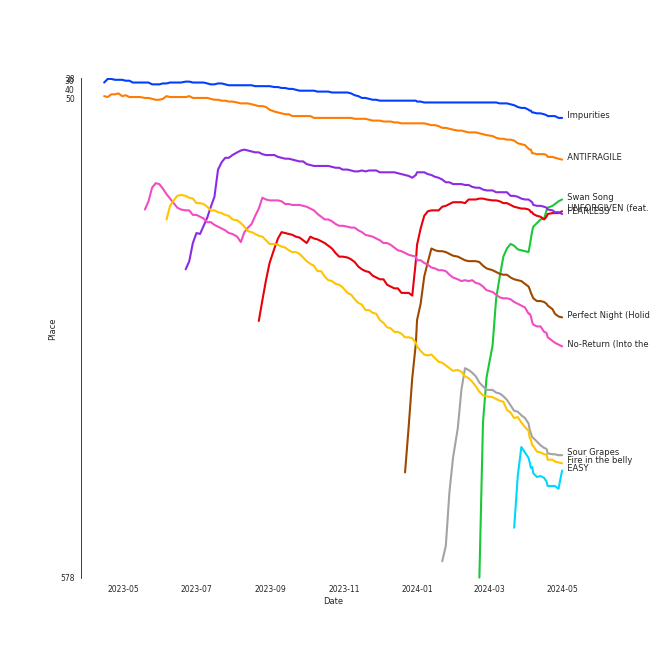 28
30
40
50
Impurities
ANTIFRAGILE
Swan Song
UNFORGIVEN (feat.
FEARLESS
Place
Perfect Night (Holid
No-Return (Into the
Sour Grapes
Fire in the belly
EASY
578
2023-05 2023-07 2023-09 2023-11 2024-01 2024-03 2024-05
Date